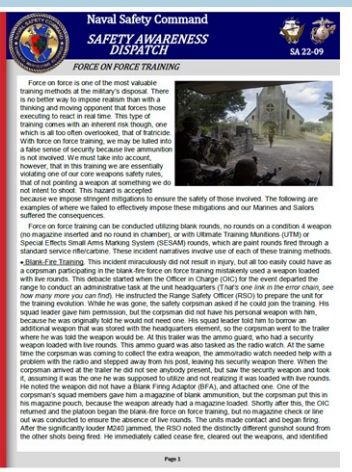 Naval Safety Command
SAFETY AWARENESS
DISPATCH
SA 22-09
FORCE ON FORCE TRAINING
Force on force is one of the most valuable
training methods at the military's disposal. There
is no better way to impose realism than with a
thinking and moving opponent that forces those
executing to react in real time. This type of
training comes with an inherent risk though, one
which is all too often overlooked, that of fratricide.
With force on force training, we may be lulled into
a false sense of security because live ammunition
is not involved. We must take into account,
however, that in this training we are essentially
violating one of our core weapons safety rules,
that of not pointing a weapon at something we do
not intent to shoot. This hazard is accepted
because we impose stringent mitigations to ensure the safety of those involved. The following are
examples of where we failed to effectively impose these mitigations and our Marines and Sailors
suffered the consequences.
Force on force training can be conducted utilizing blank rounds, no rounds on a condition 4 weapon
(no magazine inserted and no round in chamber), or with Ultimate Training Munitions (UTM) or
Special Effects Small Arms Marking System (SESAM) rounds, which are paint rounds fired through a
standard service rifle/carbine. These incident narratives involve use of each of these training methods.
• Blank-Fire Training. This incident miraculously did not result in injury, but all too easily could have as
a corpsman participating in the blank-fire force on force training mistakenly used a weapon loaded
with live rounds. This debacle started when the Officer in Charge (OIC) for the event departed the
range to conduct an administrative task at the unit headquarters (That's one link in the error chain, see
how many more you can find). He instructed the Range Safety Officer (RSO) to prepare the unit for
the training evolution. While he was gone, the safety corpsman asked if he could join the training. His
squad leader gave him permission, but the corpsman did not have his personal weapon with him,
because he was originally told he would not need one. His squad leader told him to borrow an
additional weapon that was stored with the headquarters element, so the corpsman went to the trailer
where he was told the weapon would be. At this trailer was the ammo guard, who had a security
weapon loaded with live rounds. This ammo guard was also tasked as the radio watch. At the same
time the corpsman was coming to collect the extra weapon, the ammo/radio watch needed help with a
problem with the radio and stepped away from his post, leaving his security weapon there. When the
corpsman arrived at the trailer he did not see anybody present, but saw the security weapon and took
it, assuming it was the one he was supposed to utilize and not realizing it was loaded with live rounds.
He noted the weapon did not have a Blank Firing Adaptor (BFA), and attached one. One of the
corpsman's squad members gave him a magazine of blank ammunition, but the corpsman put this in
his magazine pouch, because the weapon already had a magazine loaded. Shortly after this, the OIC
returned and the platoon began the blank-fire force on force training, but no magazine check or line
out was conducted to ensure the absence of live rounds. The units made contact and began firing.
After the significantly louder M240 jammed, the RSO noticed the distinctly different gunshot sound from
the other shots being fired. He immediately called cease fire, cleared out the weapons, and identified
Page 1